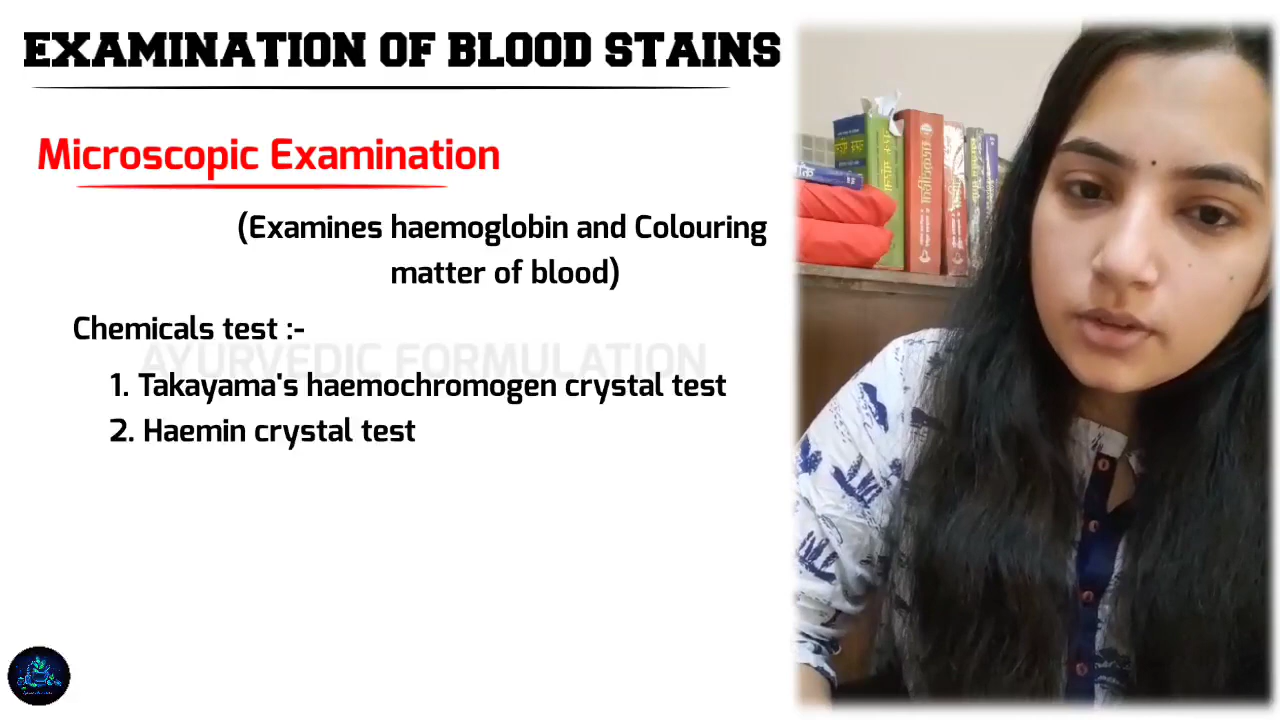 EXAMINATION OF BLOOD STAINS
Microscopic Examination
(Examines haemoglobin and Colouring
matter of blood)
Chemicals test :-
AYURVEDIC FORMULATION
1. Takayama's haemochromogen crystal test
2. Haemin crystal test